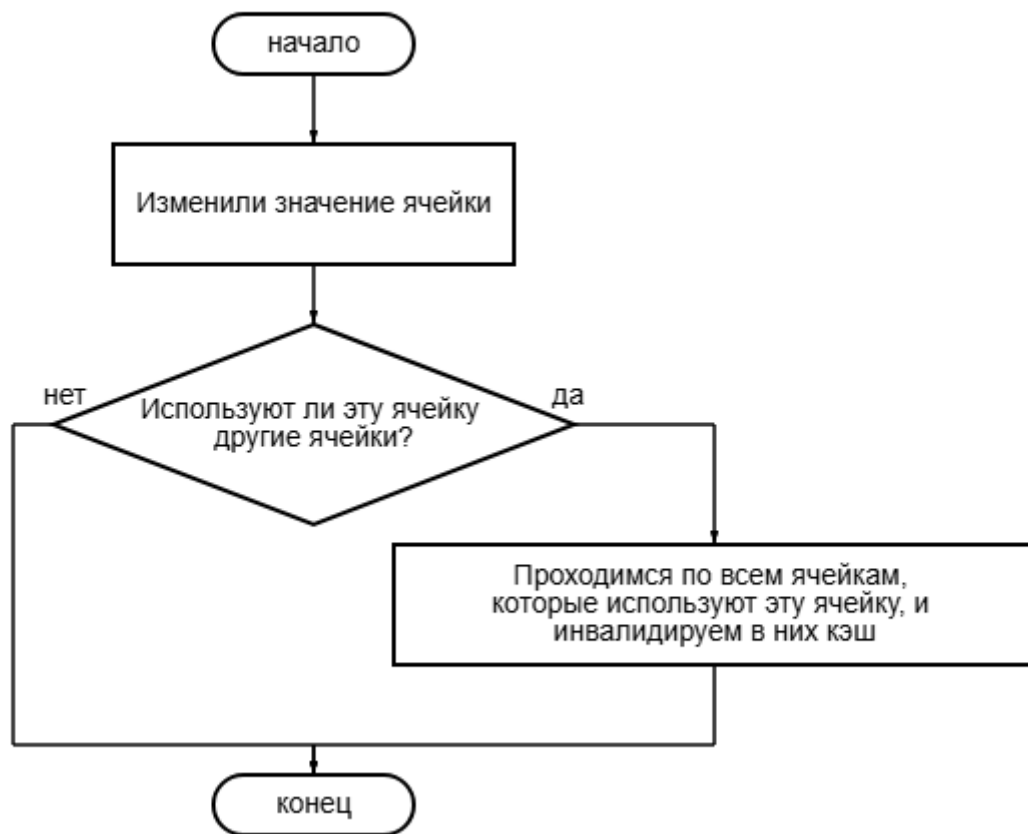 начало
Изменили значение ячейки
нет
да
Используют ли эту ячейку
другие ячейки?
Проходимся по всем ячейкам,
которые используют эту ячейку, и
инвалидируем в них кэш
конец